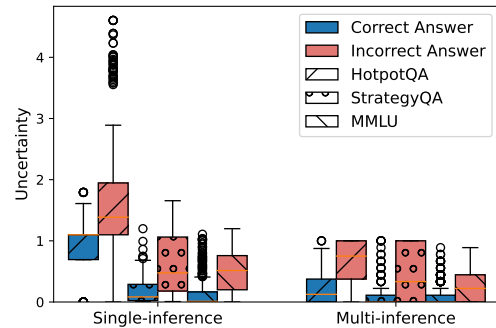 Correct Answer
Incorrect Answer
HotpotQA
StrategyQA
MMLU
Uncertainty
4
3
2
1
0
Single-inference
Multi-inference